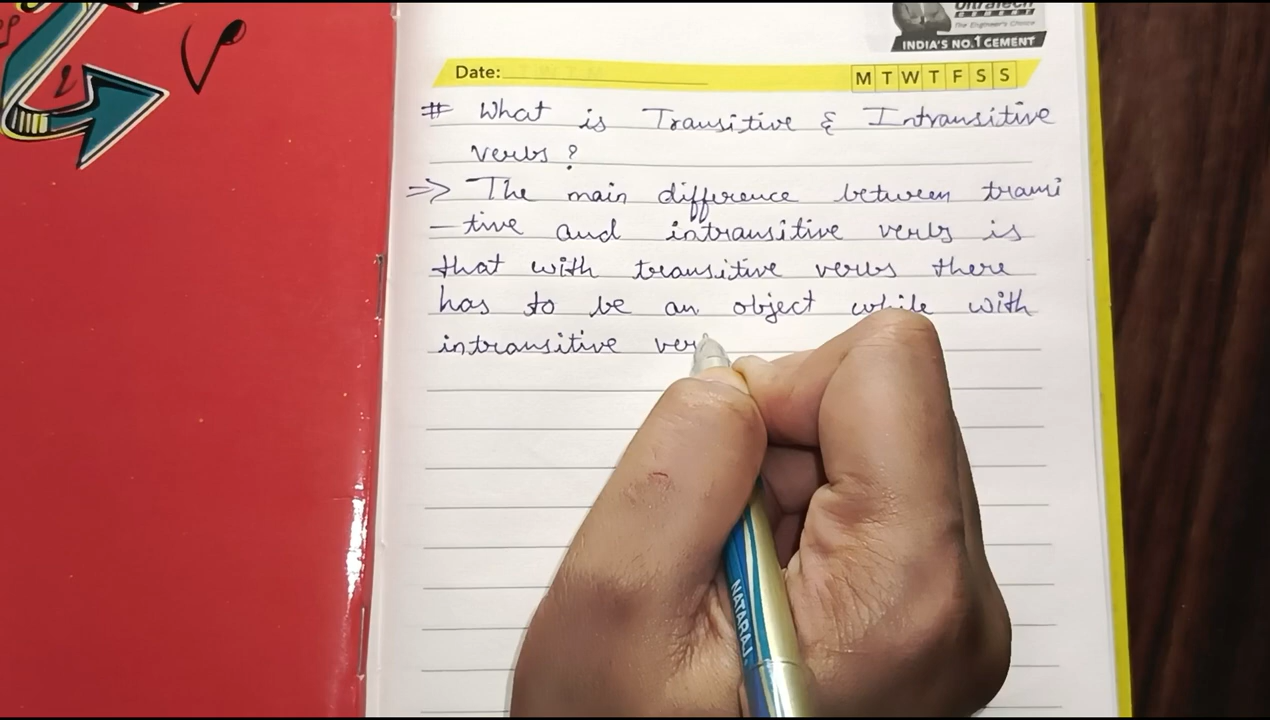 UltraTech
CEMENT
The Engineer's Choice
INDIA'S NO.1 CEMENT
Date:
M T W T F S S
# What is Transitive & Intransitive
verbs ?
=> The main difference between transi
- tive and intransitive verbs is
that with transitive verbs there
has to be an object while with
intransitive ver
NATARAJ